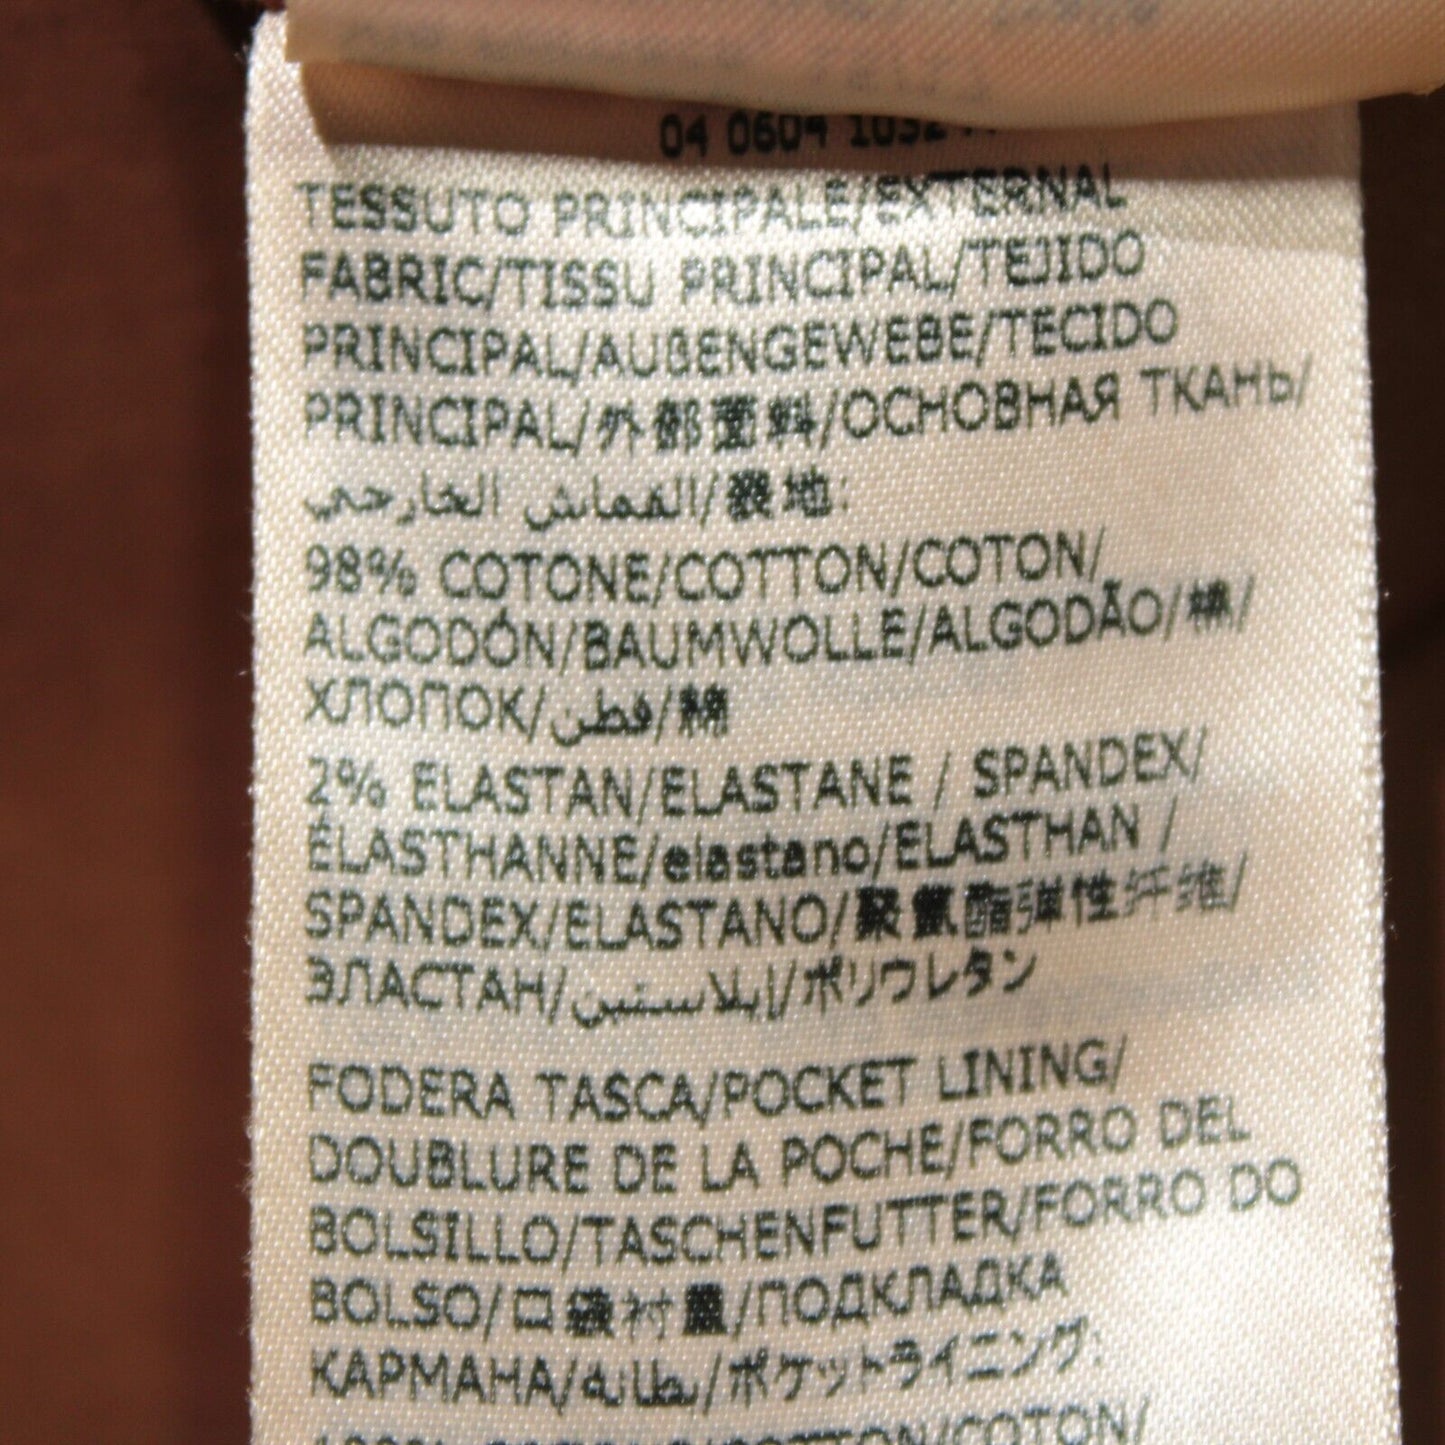 04 0604
TESSUTO PRINCIPALE/EXTERNAL
FABRIC/TISSU PRINCIPAL/TEJIDO
PRINCIPAL/AUßENGEWEBE/TECIDO
PRINCIPAL/外部面料/ОСНОВНАЯ ТКАНЬ/
القماش الخارجي/表地:
98% COTONE/COTTON/COTON/
ALGODÓN/BAUMWOLLE/ALGODÃO/棉/
ХЛОПОК/قطن/綿
2% ELASTAN/ELASTANE / SPANDEX/
ÉLASTHANNE/elastano/ELASTHAN /
SPANDEX/ELASTANO/聚氨酯弹性纤维/
ЭЛАСТАН/إيلاستين/ポリウレタン
FODERA TASCA/POCKET LINING/
DOUBLURE DE LA POCHE/FORRO DEL
BOLSILLO/TASCHENFUTTER/FORRO DO
BOLSO/口袋衬里/ПОДКЛАДКА
КАРМАНА/بطانة/ポケットライニング:
COTTON/COTON/